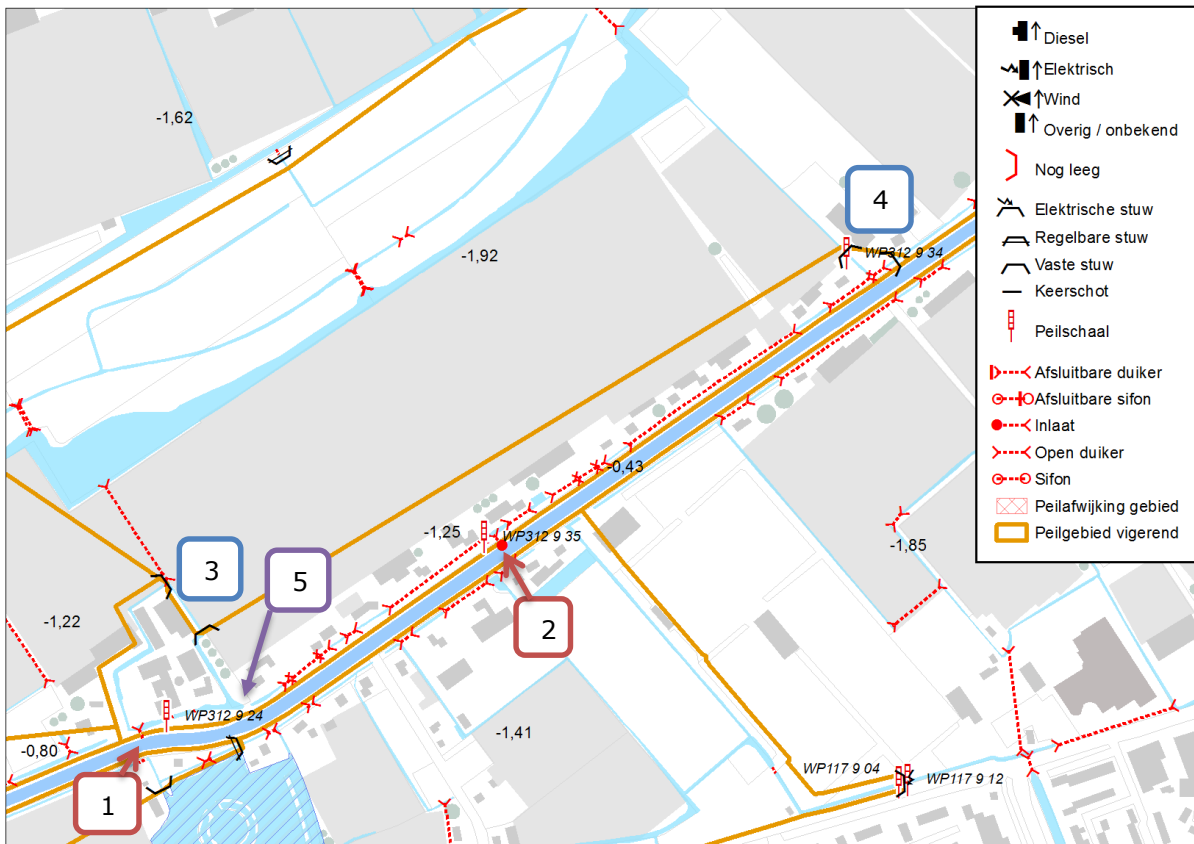 -1,62
-1,92
4
WP312 9 34
-0,43
-1,25
WP312 9 35
-1,85
3
5
2
-1,22
WP312 9 24
-0,80
-1,41
1
WP117 9 04
WP117 9 12
Diesel
Elektrisch
Wind
Overig / onbekend
Nog leeg
Elektrische stuw
Regelbare stuw
Vaste stuw
Keerschot
Peilschaal
Afsluitbare duiker
Afsluitbare sifon
Inlaat
Open duiker
Sifon
Peilafwijking gebied
Peilgebied vigerend